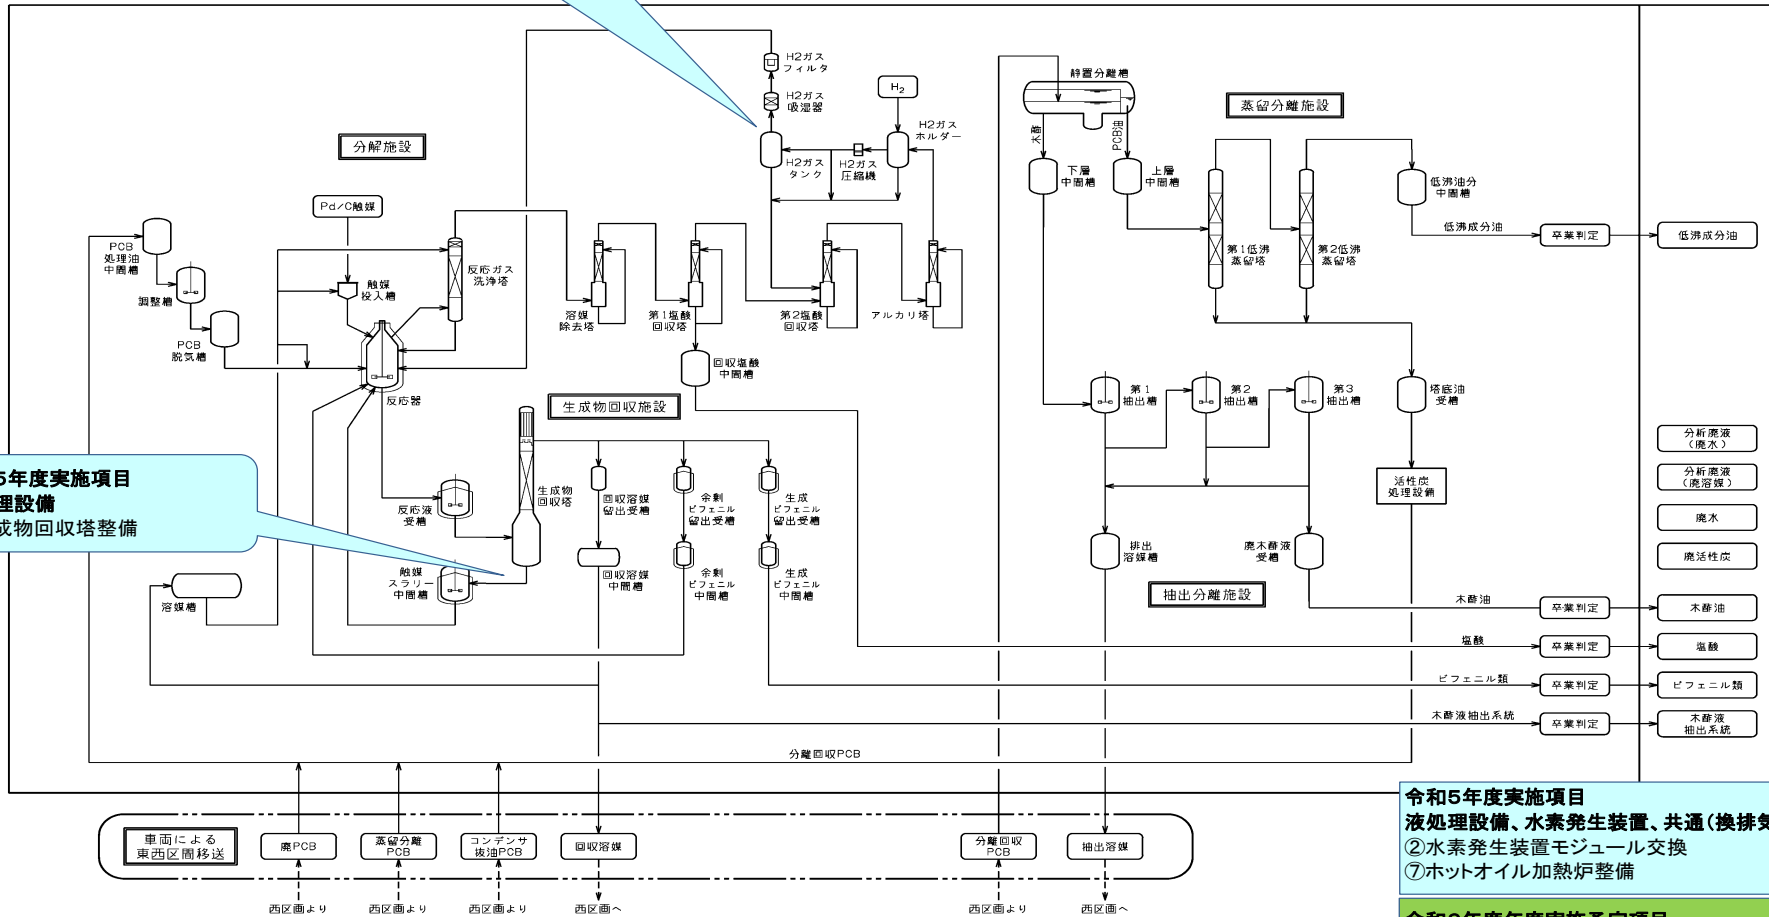 H2ガス
フィルタ
静置分離槽
H2ガス
吸湿器
H₂
蒸留分離施設
H2ガス
ホルダー
木酢
PCB油
分解施設
H2ガス
タンク
H2ガス
圧縮機
下層
中間槽
上層
中間槽
低沸油分
中間槽
Pd/C触媒
低沸成分油
卒業判定
低沸成分油
PCB
処理油
中間槽
反応ガス
洗浄塔
第1低沸
蒸留塔
第2低沸
蒸留塔
触媒
投入槽
調整槽
溶媒
除去塔
第1塩酸
回収塔
第2塩酸
回収塔
アルカリ塔
PCB
脱気槽
回収塩酸
中間槽
反応器
生成物回収施設
第1
抽出槽
第2
抽出槽
第3
抽出槽
塔底油
受槽
分析廃液
(廃水)
5年度実施項目
理設備
成物回収塔整備
分析廃液
(廃溶媒)
活性炭
処理設備
生成物
回収塔
反応液
受槽
回収溶媒
留出受槽
余剰
ビフェニル
留出受槽
生成
ビフェニル
留出受槽
廃水
排出
溶媒槽
廃木酢液
受槽
廃活性炭
触媒
スラリー
中間槽
回収溶媒
中間槽
余剰
ビフェニル
中間槽
生成
ビフェニル
中間槽
溶媒槽
抽出分離施設
木酢油
卒業判定
木酢油
塩酸
卒業判定
塩酸
ビフェニル類
卒業判定
ビフェニル類
木酢液抽出系統
卒業判定
木酢液
抽出系統
分離回収PCB
令和5年度実施項目
液処理設備、水素発生装置、共通(換排気
②水素発生装置モジュール交換
⑦ホットオイル加熱炉整備
車両による
東西区間移送
廃PCB
蒸留分離
PCB
コンデンサ
抜油PCB
回収溶媒
分離回収
PCB
抽出溶媒
西区画より
西区画より
西区画より
西区画へ
西区画より
西区画へ